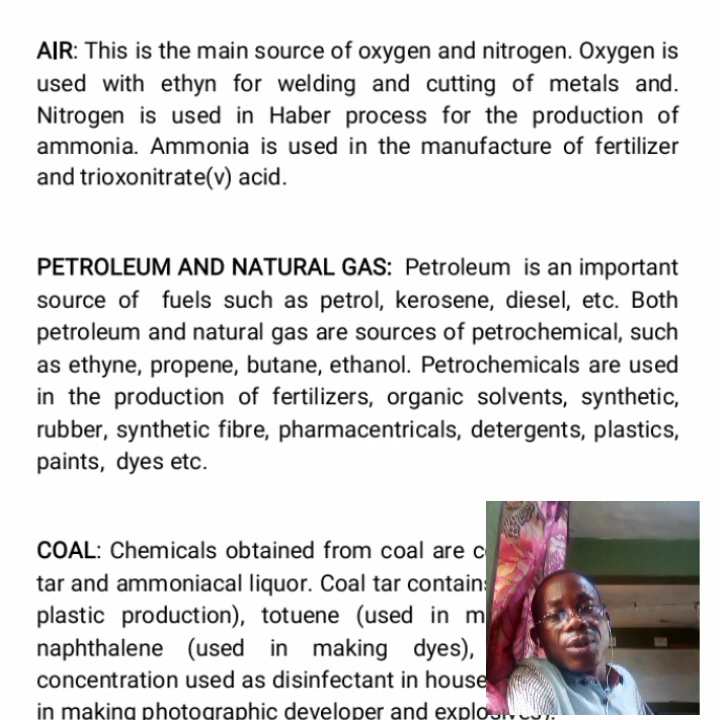 AIR: This is the main source of oxygen and nitrogen. Oxygen is
used with ethyn for welding and cutting of metals and.
Nitrogen is used in Haber process for the production of
ammonia. Ammonia is used in the manufacture of fertilizer
and trioxonitrate(v) acid.
PETROLEUM AND NATURAL GAS: Petroleum is an important
source of fuels such as petrol, kerosene, diesel, etc. Both
petroleum and natural gas are sources of petrochemical, such
as ethyne, propene, butane, ethanol. Petrochemicals are used
in the production of fertilizers, organic solvents, synthetic,
rubber, synthetic fibre, pharmacentricals, detergents, plastics,
paints, dyes etc.
COAL: Chemicals obtained from coal are
tar and ammoniacal liquor. Coal tar contains
plastic production), totuene (used in
naphthalene (used in making dyes),
concentration used as disinfectant in house
in making photographic developer and explosives).